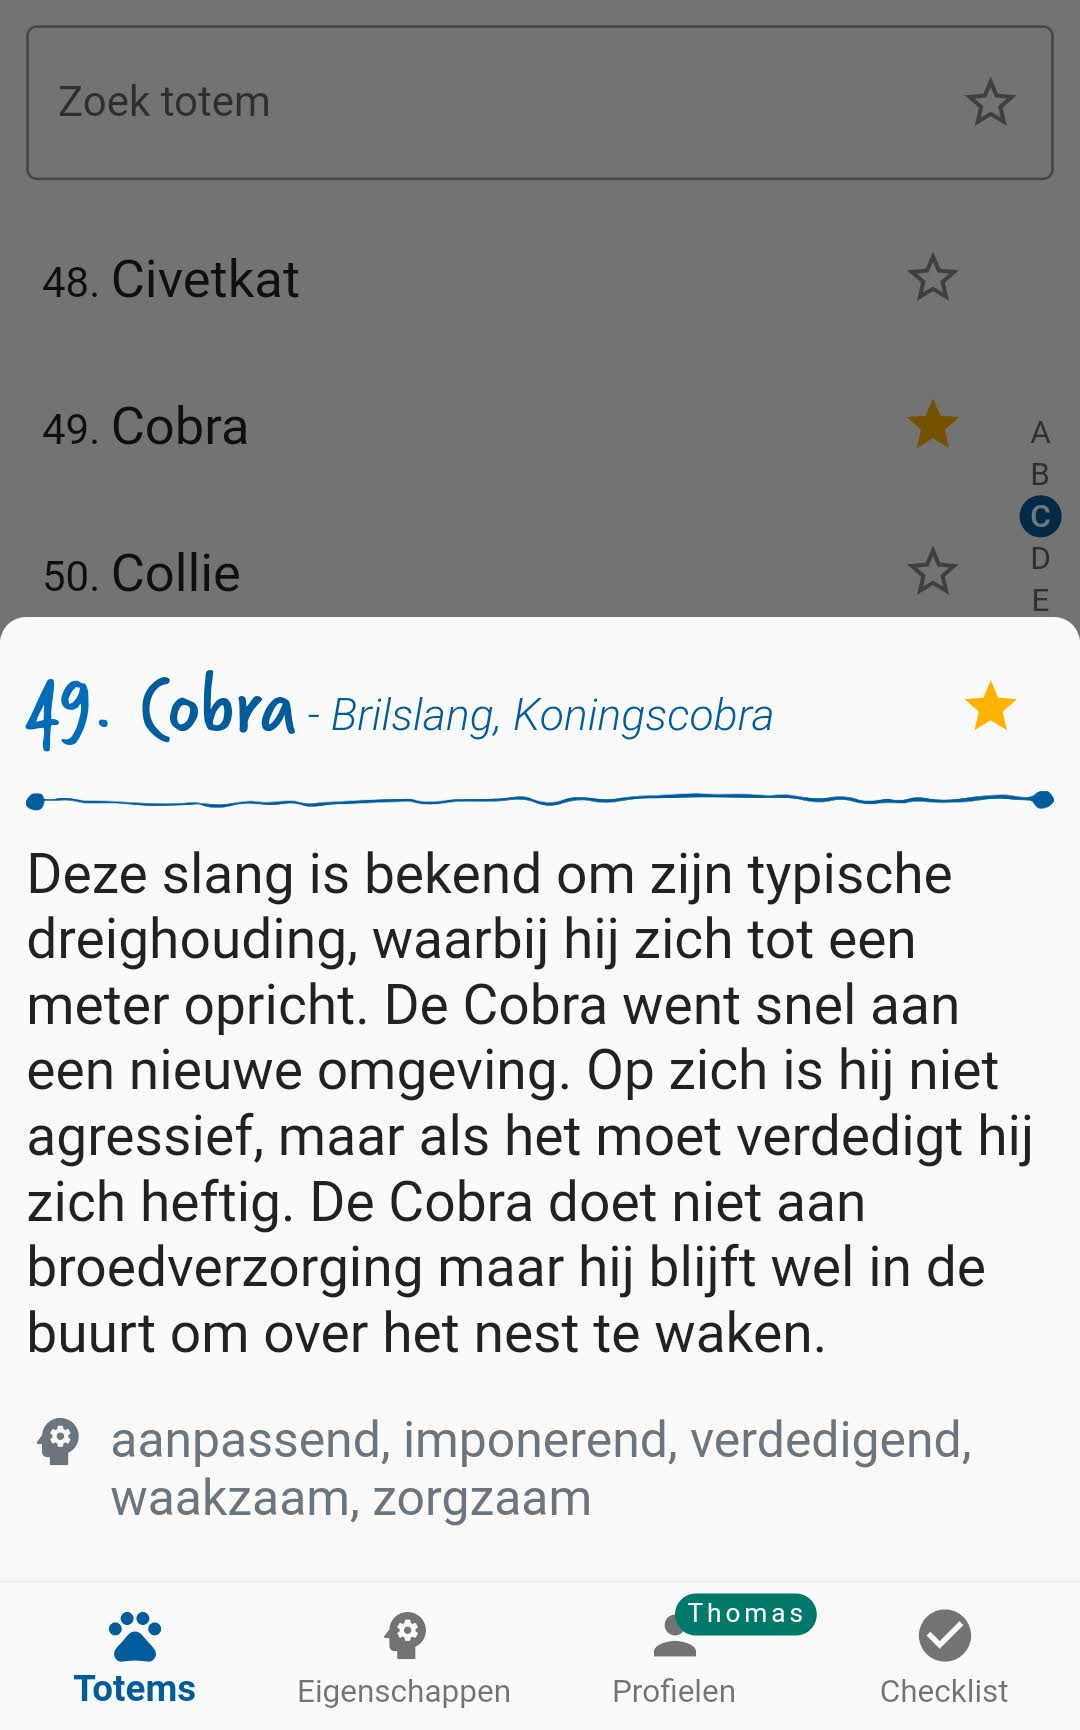 Zoek totem
48. Civetkat
49. Cobra
50. Collie
A
B
C
D
E
49. Cobra - Brilslang, Koningscobra
Deze slang is bekend om zijn typische
dreighouding, waarbij hij zich tot een
meter opricht. De Cobra went snel aan
een nieuwe omgeving. Op zich is hij niet
agressief, maar als het moet verdedigt hij
zich heftig. De Cobra doet niet aan
broedverzorging maar hij blijft wel in de
buurt om over het nest te waken.
aanpassend, imponerend, verdedigend,
waakzaam, zorgzaam
Thomas
Totems
Eigenschappen
Profielen
Checklist